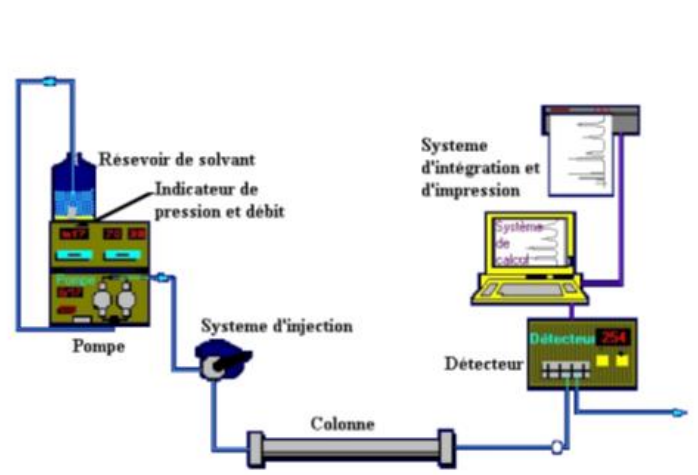 Résevoir de solvant
Indicateur de
pression et débit
Pompe
Pompe
Systeme d'injection
Colonne
Systeme
d'intégration et
d'impression
Système
de
calcul
Détecteur
254
Détecteur